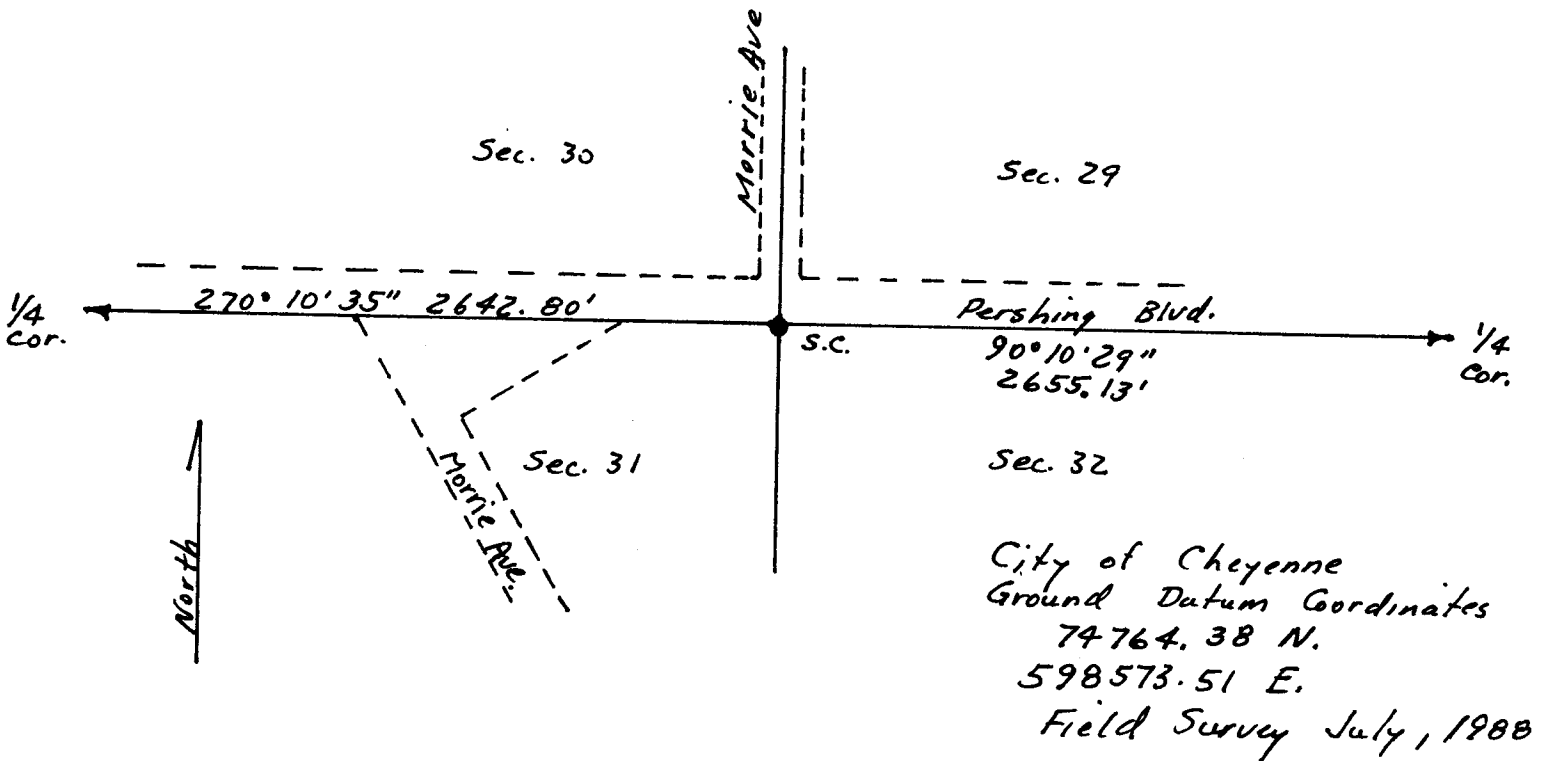 Morrie Ave
Sec. 30
Sec. 29
1/4
Cor.
270° 10' 35" 2642.80'
Pershing Blvd.
S.C.
90° 10' 29"
2655.13'
1/4
Cor.
Morrie Ave.
Sec. 31
Sec. 32
North
City of Cheyenne
Ground Datum Coordinates
74764.38 N.
598573.51 E.
Field Survey July, 1988